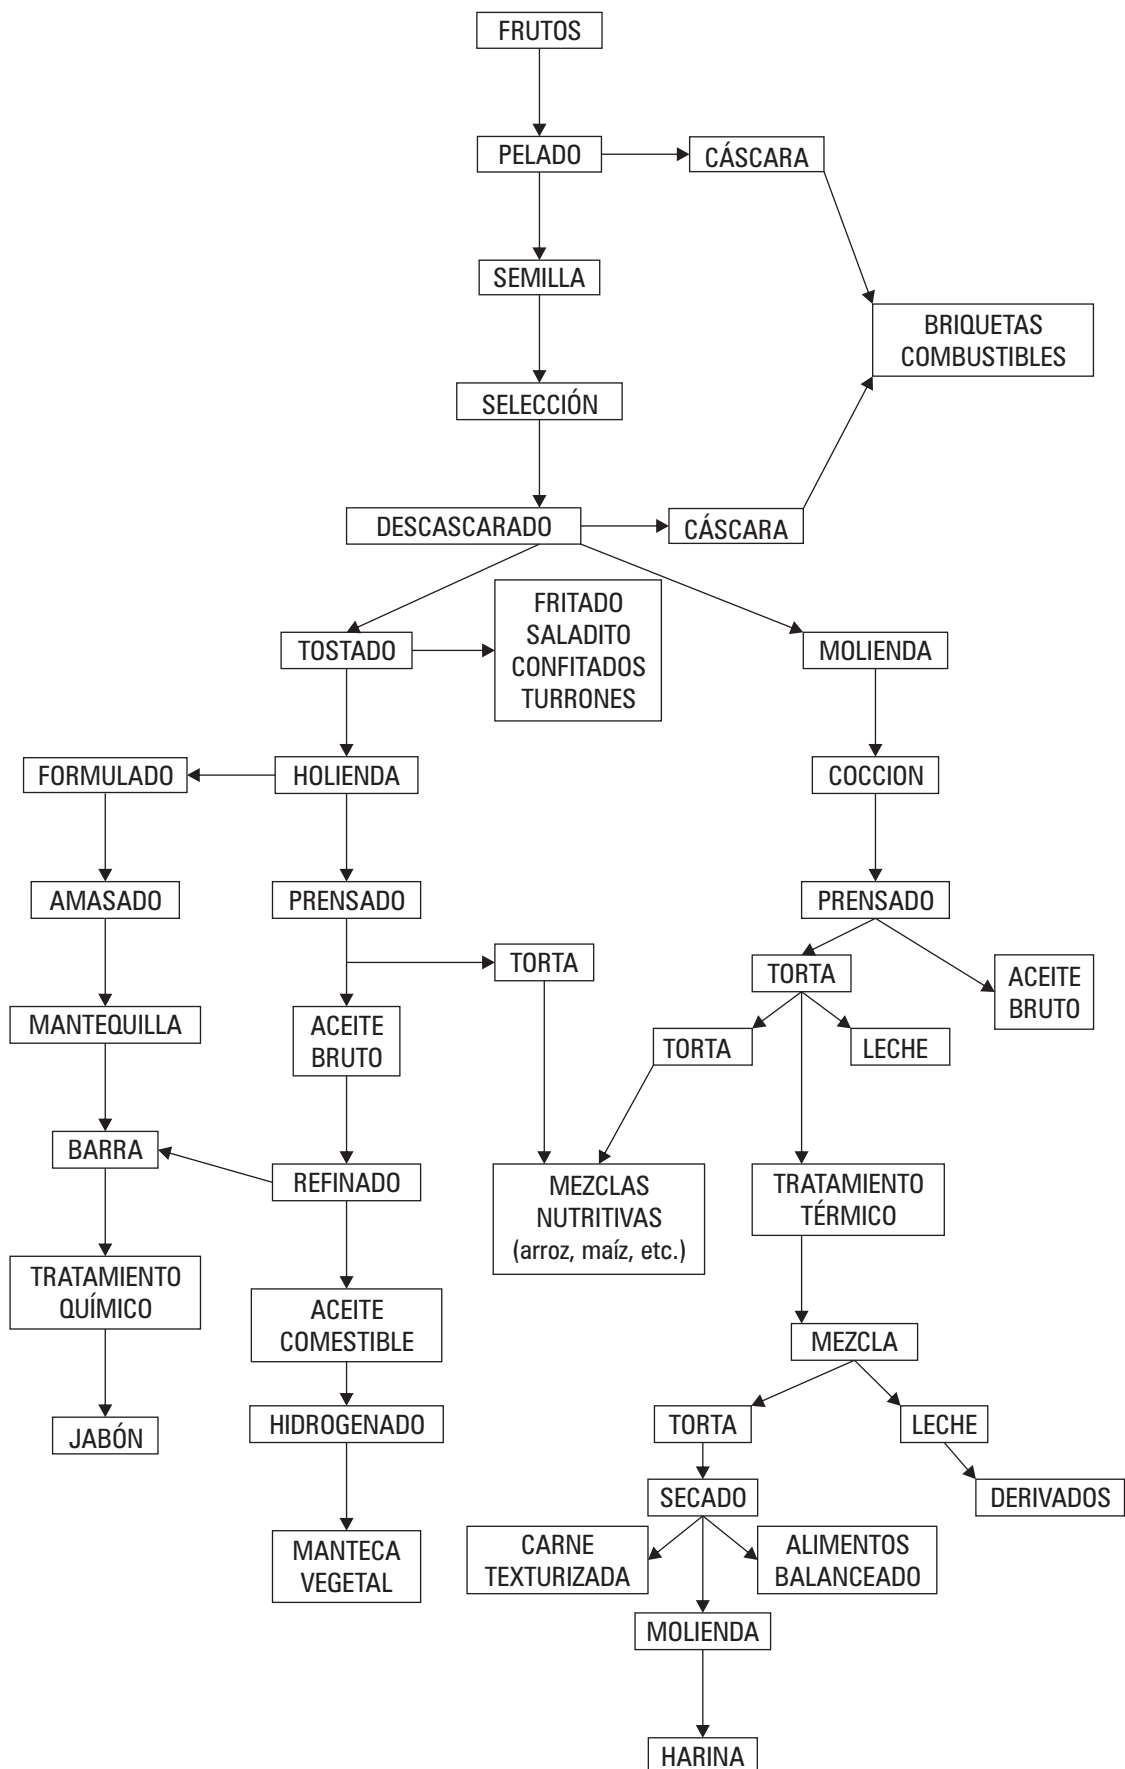 FRUTOS
PELADO
CÁSCARA
SEMILLA
BRIQUETAS
COMBUSTIBLES
SELECCIÓN
DESCASCARADO
CÁSCARA
FRITADO
SALADITO
CONFITADOS
TURRONES
TOSTADO
MOLIENDA
FORMULADO
HOLIENDA
COCCION
AMASADO
PRENSADO
PRENSADO
TORTA
TORTA
ACEITE
BRUTO
MANTEQUILLA
ACEITE
BRUTO
TORTA
LECHE
BARRA
REFINADO
MEZCLAS
NUTRITIVAS
(arroz, maíz, etc.)
TRATAMIENTO
TÉRMICO
TRATAMIENTO
QUÍMICO
ACEITE
COMESTIBLE
MEZCLA
JABÓN
HIDROGENADO
TORTA
LECHE
SECADO
DERIVADOS
MANTECA
VEGETAL
CARNE
TEXTURIZADA
ALIMENTOS
BALANCEADO
MOLIENDA
HARINA